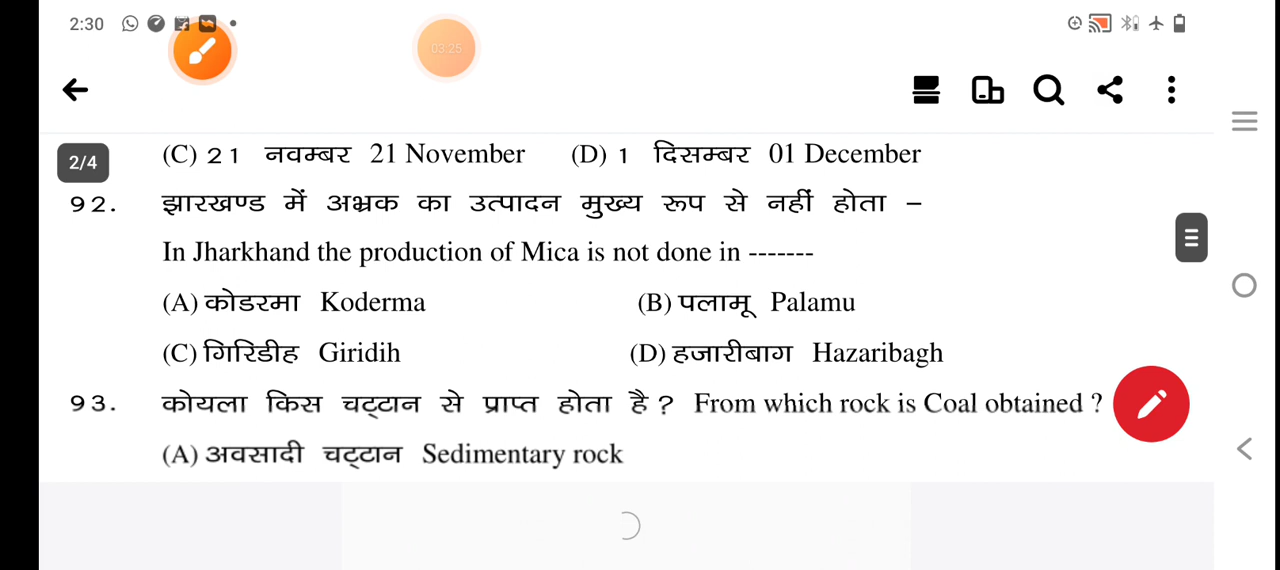 2:30
03:25
2/4
(C) 21 नवम्बर 21 November (D) 1 दिसम्बर 01 December
92. झारखण्ड में अभ्रक का उत्पादन मुख्य रूप से नहीं होता –
In Jharkhand the production of Mica is not done in -------
(A) कोडरमा Koderma (B) पलामू Palamu
(C) गिरिडीह Giridih (D) हजारीबाग Hazaribagh
93. कोयला किस चट्टान से प्राप्त होता है ? From which rock is Coal obtained ?
(A) अवसादी चट्टान Sedimentary rock